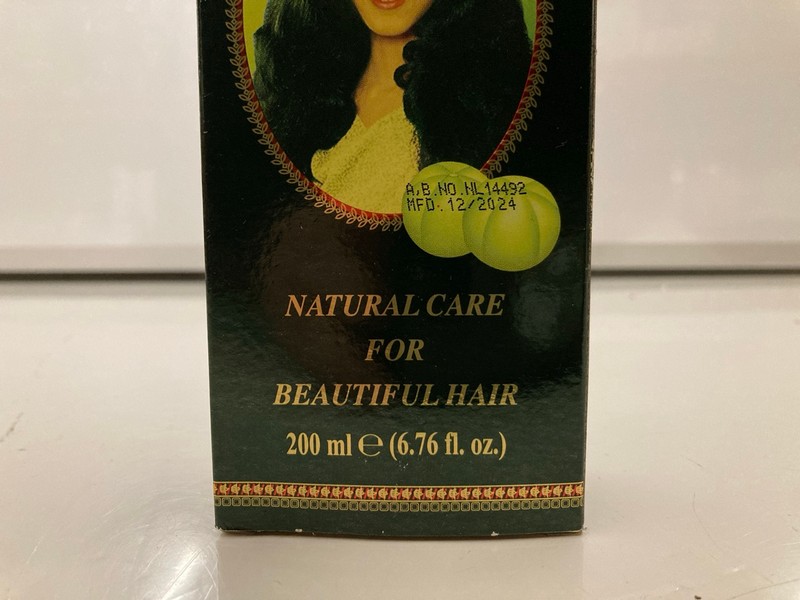 A,B.NO.NL14492
MFD.12/2024
NATURAL CARE
FOR
BEAUTIFUL HAIR
200 ml ℮ (6.76 fl. oz.)